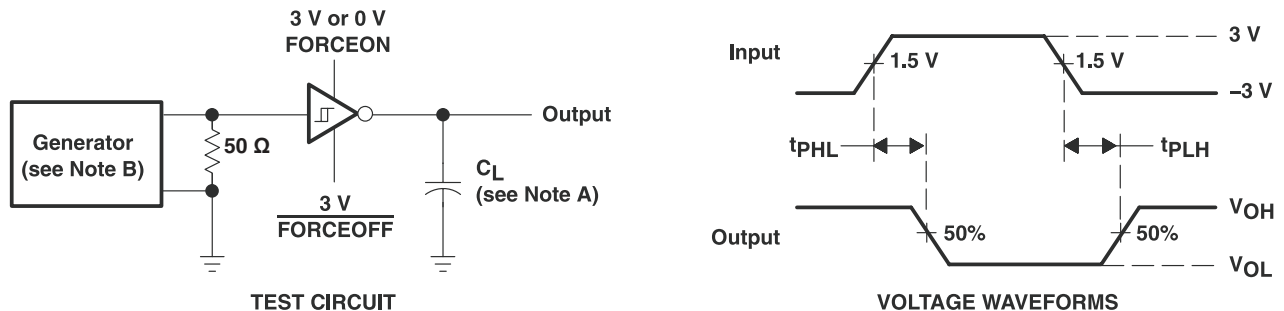 3 V or 0 V
FORCEON
Generator
(see Note B)
50 Ω
Output
CL
(see Note A)
3 V
FORCEOFF
TEST CIRCUIT
Input
1.5 V
1.5 V
3 V
–3 V
tPHL
tPLH
Output
50%
50%
VOH
VOL
VOLTAGE WAVEFORMS